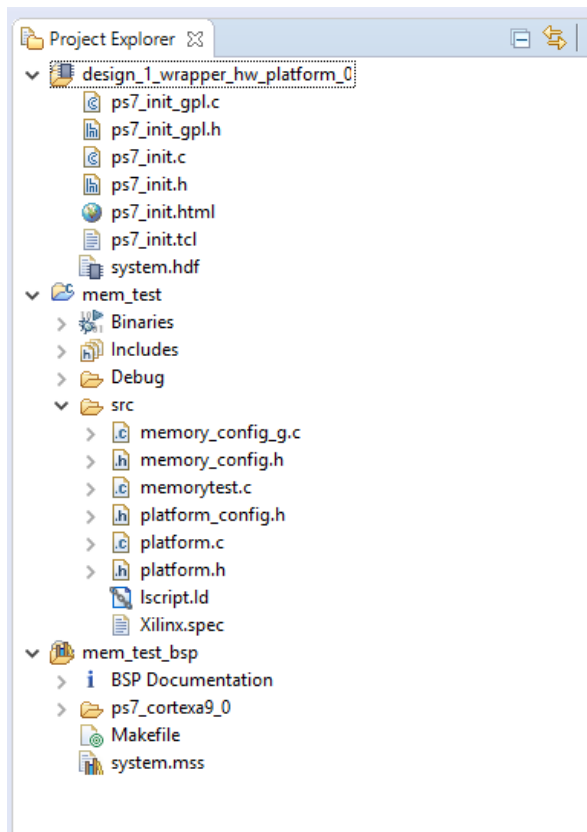 Project Explorer
design_1_wrapper_hw_platform_0
ps7_init_gpl.c
ps7_init_gpl.h
ps7_init.c
ps7_init.h
ps7_init.html
ps7_init.tcl
system.hdf
mem_test
Binaries
Includes
Debug
src
memory_config_g.c
memory_config.h
memorytest.c
platform_config.h
platform.c
platform.h
lscript.ld
Xilinx.spec
mem_test_bsp
BSP Documentation
ps7_cortexa9_0
Makefile
system.mss